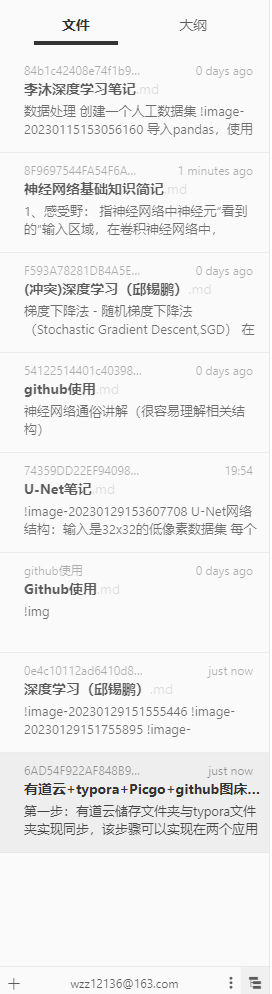 文件 大纲
84b1c42408e74f1b9... 0 days ago
李沐深度学习笔记.md
数据处理 创建一个人工数据集 !image-
20230115153056160 导入pandas，使用
8F9697544FA54F6A... 1 minutes ago
神经网络基础知识简记.md
1、感受野： 指神经网络中神经元“看到
的”输入区域，在卷积神经网络中，
F593A78281DB4A5E... 0 days ago
(冲突)深度学习（邱锡鹏）.md
梯度下降法 - 随机梯度下降法
（Stochastic Gradient Descent,SGD） 在
54122514401c40398... 0 days ago
github使用.md
神经网络通俗讲解（很容易理解相关结
构）
74359DD22EF94098... 19:54
U-Net笔记.md
!image-20230129153607708 U-Net网络
结构：输入是32x32的低像素数据集 每个
github使用 0 days ago
Github使用.md
!img
0e4c10112ad6410d8... just now
深度学习（邱锡鹏）.md
!image-20230129151555446 !image-
20230129151755895 !image-
6AD54F922AF848B9... just now
有道云+typora+Picgo+github图床...
第一步：有道云储存文件夹与typora文件
夹实现同步，该步骤可以实现在两个应用
wzz12136@163.com